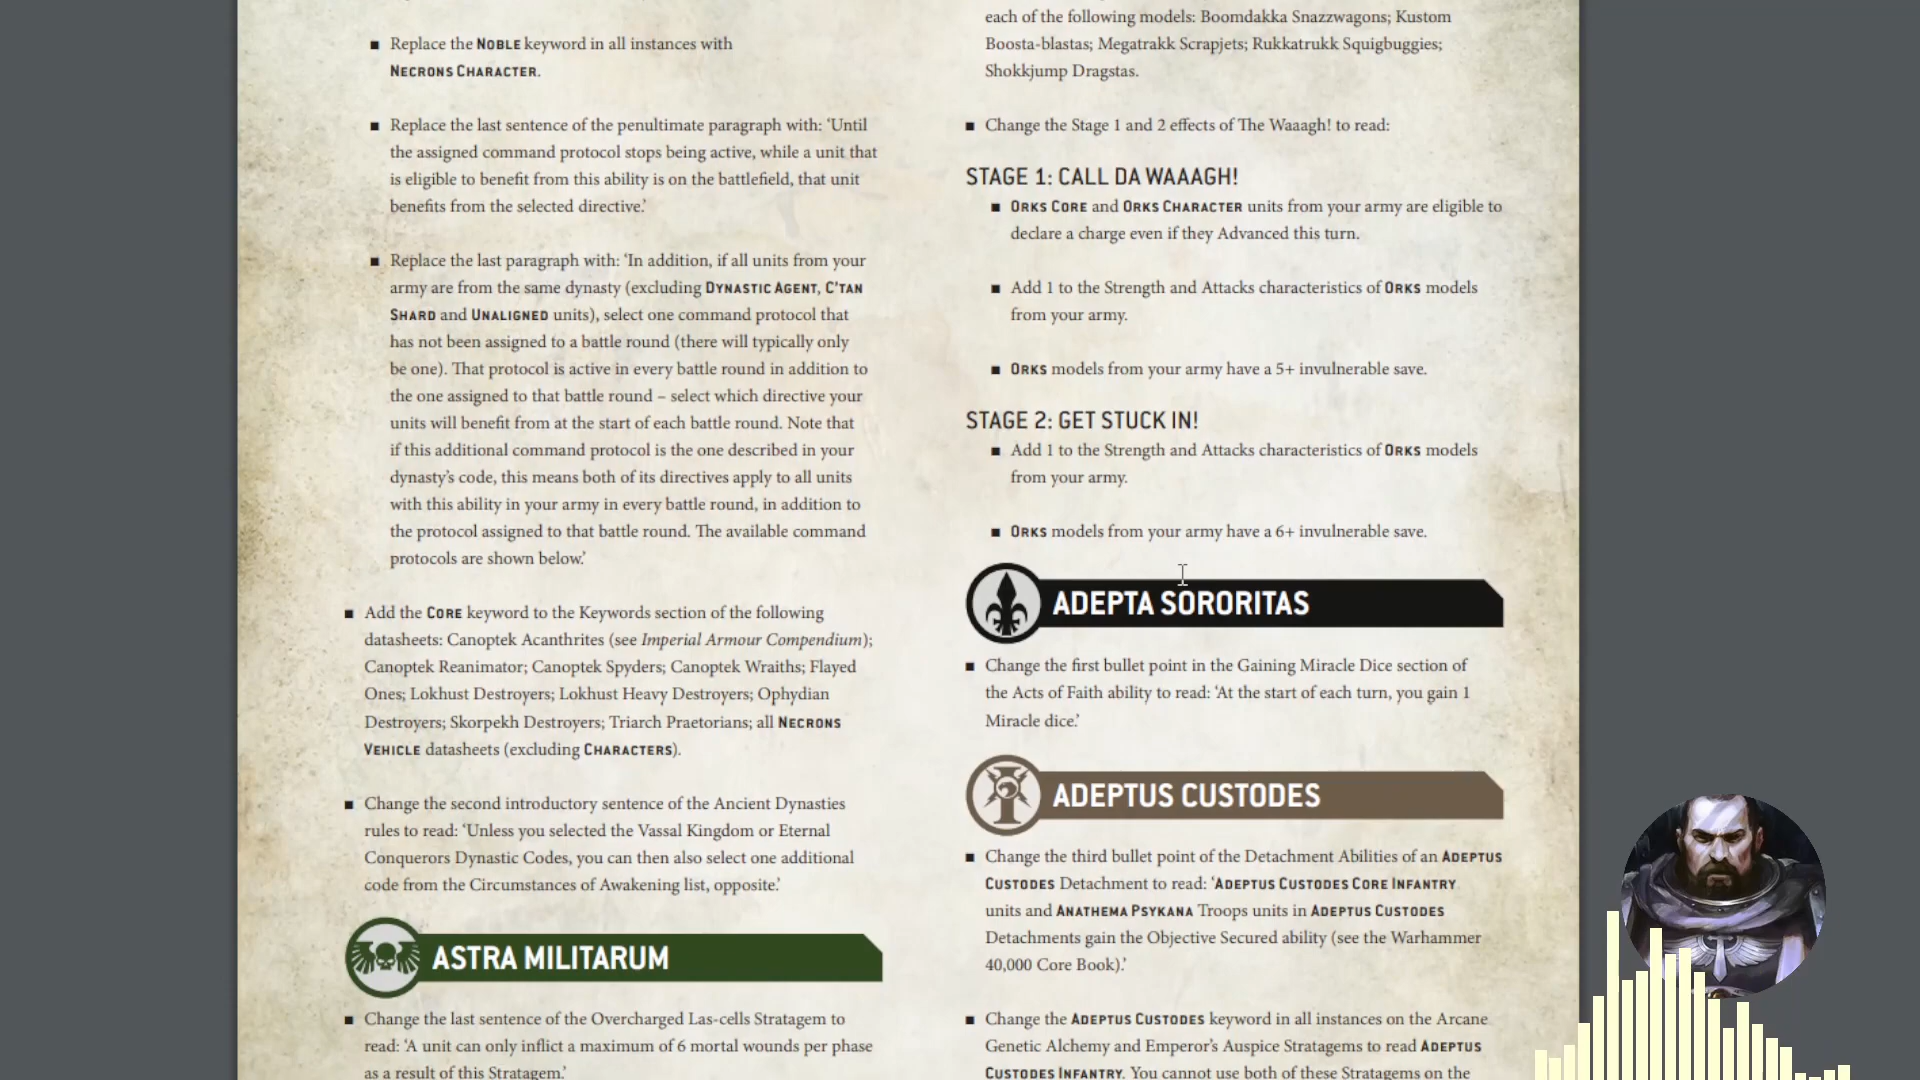 Replace the NOBLE keyword in all instances with
NECRONS CHARACTER.
Replace the last sentence of the penultimate paragraph with: ‘Until
the assigned command protocol stops being active, while a unit that
is eligible to benefit from this ability is on the battlefield, that unit
benefits from the selected directive.’
Replace the last paragraph with: ‘In addition, if all units from your
army are from the same dynasty (excluding DYNASTIC AGENT, C’TAN
SHARD and UNALIGNED units), select one command protocol that
has not been assigned to a battle round (there will typically only
be one). That protocol is active in every battle round in addition to
the one assigned to that battle round – select which directive your
units will benefit from at the start of each battle round. Note that
if this additional command protocol is the one described in your
dynasty’s code, this means both of its directives apply to all units
with this ability in your army in every battle round, in addition to
the protocol assigned to that battle round. The available command
protocols are shown below.’
Add the CORE keyword to the Keywords section of the following
datasheets: Canoptek Acanthrites (see Imperial Armour Compendium);
Canoptek Reanimator; Canoptek Spyders; Canoptek Wraiths; Flayed
Ones; Lokhust Destroyers; Lokhust Heavy Destroyers; Ophydian
Destroyers; Skorpekh Destroyers; Triarch Praetorians; all NECRONS
VEHICLE datasheets (excluding CHARACTERS).
Change the second introductory sentence of the Ancient Dynasties
rules to read: ‘Unless you selected the Vassal Kingdom or Eternal
Conquerors Dynastic Codes, you can then also select one additional
code from the Circumstances of Awakening list, opposite.’
ASTRA MILITARUM
Change the last sentence of the Overcharged Las-cells Stratagem to
read: ‘A unit can only inflict a maximum of 6 mortal wounds per phase
as a result of this Stratagem.’
each of the following models: Boomdakka Snazzwagons; Kustom
Boosta-blastas; Megatrakk Scrapjets; Rukkatrukk Squigbuggies;
Shokkjump Dragstas.
Change the Stage 1 and 2 effects of The Waaagh! to read:
STAGE 1: CALL DA WAAAGH!
ORKS CORE and ORKS CHARACTER units from your army are eligible to
declare a charge even if they Advanced this turn.
Add 1 to the Strength and Attacks characteristics of ORKS models
from your army.
ORKS models from your army have a 5+ invulnerable save.
STAGE 2: GET STUCK IN!
Add 1 to the Strength and Attacks characteristics of ORKS models
from your army.
ORKS models from your army have a 6+ invulnerable save.
ADEPTA SORORITAS
Change the first bullet point in the Gaining Miracle Dice section of
the Acts of Faith ability to read: ‘At the start of each turn, you gain 1
Miracle dice.’
ADEPTUS CUSTODES
Change the third bullet point of the Detachment Abilities of an ADEPTUS
CUSTODES Detachment to read: ‘ADEPTUS CUSTODES CORE INFANTRY
units and ANATHEMA PSYKANA Troops units in ADEPTUS CUSTODES
Detachments gain the Objective Secured ability (see the Warhammer
40,000 Core Book).’
Change the ADEPTUS CUSTODES keyword in all instances on the Arcane
Genetic Alchemy and Emperor’s Auspice Stratagems to read ADEPTUS
CUSTODES INFANTRY. You cannot use both of these Stratagems on the